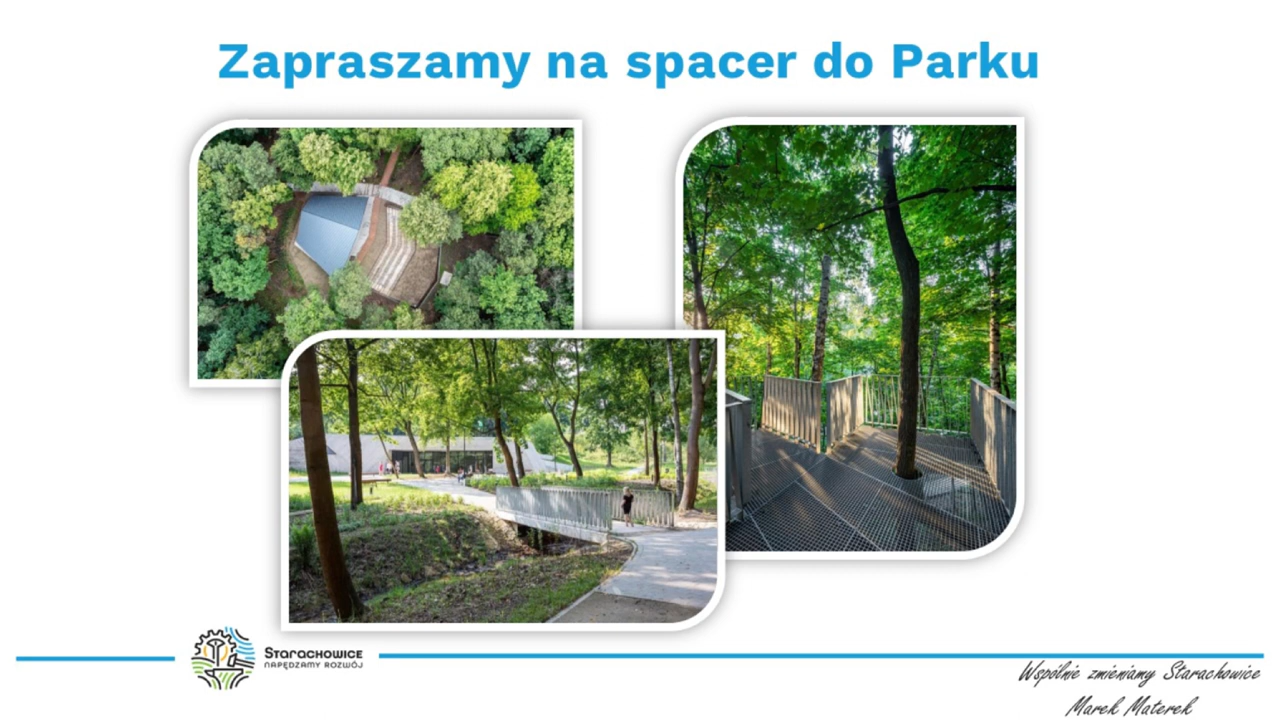 Zapraszamy na spacer do Parku
Starachowice
NAPĘDZAMY ROZWÓJ
Wspólnie zmieniamy Starachowice
Marek Materek